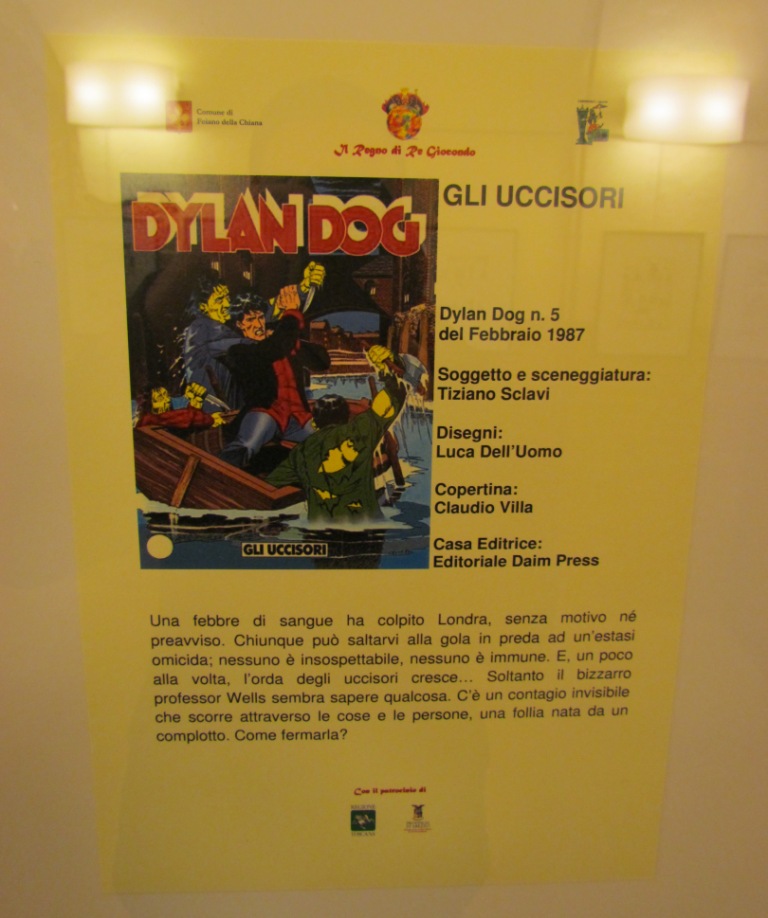 Comune di
Foiano della Chiana
Il Regno di Re Giocondo
DYLAN DOG
GLI UCCISORI
GLI UCCISORI
Dylan Dog n. 5
del Febbraio 1987
Soggetto e sceneggiatura:
Tiziano Sclavi
Disegni:
Luca Dell'Uomo
Copertina:
Claudio Villa
Casa Editrice:
Editoriale Daim Press
Una febbre di sangue ha colpito Londra, senza motivo né
preavviso. Chiunque può saltarvi alla gola in preda ad un'estasi
omicida; nessuno è insospettabile, nessuno è immune. E, un poco
alla volta, l'orda degli uccisori cresce… Soltanto il bizzarro
professor Wells sembra sapere qualcosa. C'è un contagio invisibile
che scorre attraverso le cose e le persone, una follia nata da un
complotto. Come fermarla?
Con il patrocinio di
REGIONE